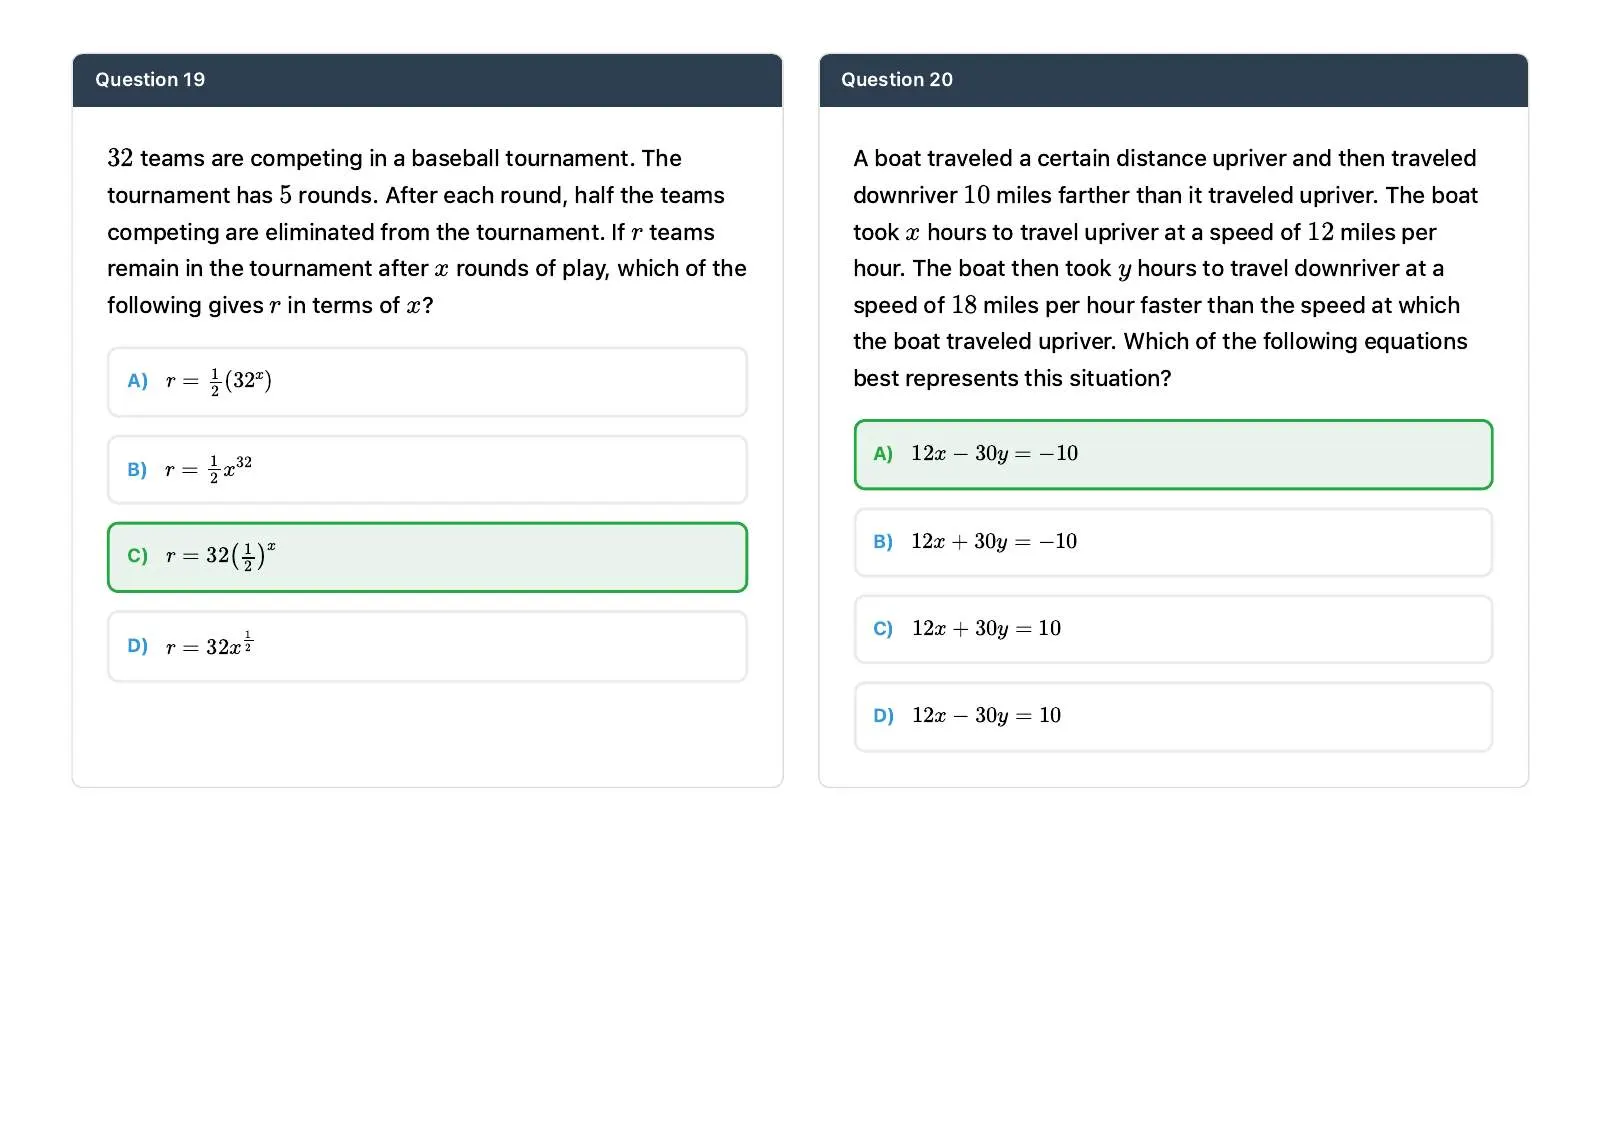 Question 19
32 teams are competing in a baseball tournament. The
tournament has 5 rounds. After each round, half the teams
competing are eliminated from the tournament. If r teams
remain in the tournament after x rounds of play, which of the
following gives r in terms of x?
A) r = \frac{1}{2}(32^x)
B) r = \frac{1}{2}x^{32}
C) r = 32(\frac{1}{2})^x
D) r = 32x^{\frac{1}{2}}
Question 20
A boat traveled a certain distance upriver and then traveled
downriver 10 miles farther than it traveled upriver. The boat
took x hours to travel upriver at a speed of 12 miles per
hour. The boat then took y hours to travel downriver at a
speed of 18 miles per hour faster than the speed at which
the boat traveled upriver. Which of the following equations
best represents this situation?
A) 12x − 30y = −10
B) 12x + 30y = −10
C) 12x + 30y = 10
D) 12x − 30y = 10